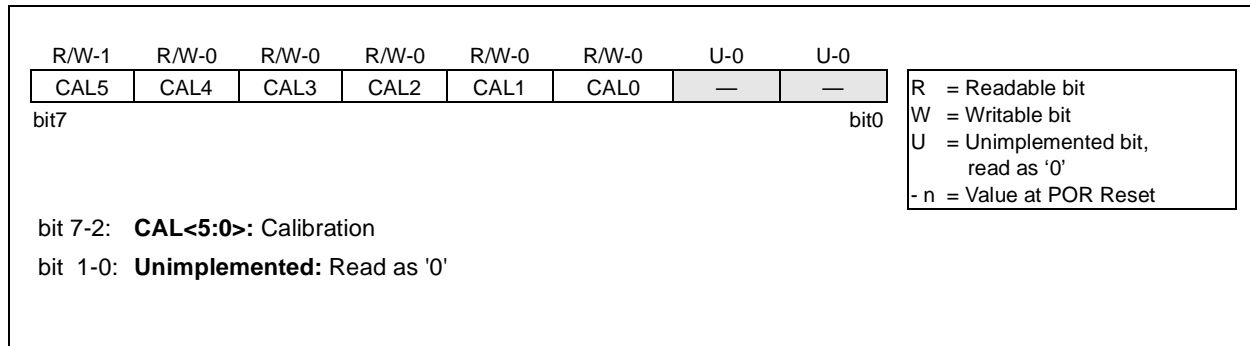 R/W-1 R/W-0 R/W-0 R/W-0 R/W-0 R/W-0 U-0 U-0
CAL5 CAL4 CAL3 CAL2 CAL1 CAL0 — —
bit7 bit0
R = Readable bit
W = Writable bit
U = Unimplemented bit,
read as ‘0’
- n = Value at POR Reset
bit 7-2: CAL<5:0>: Calibration
bit 1-0: Unimplemented: Read as '0'